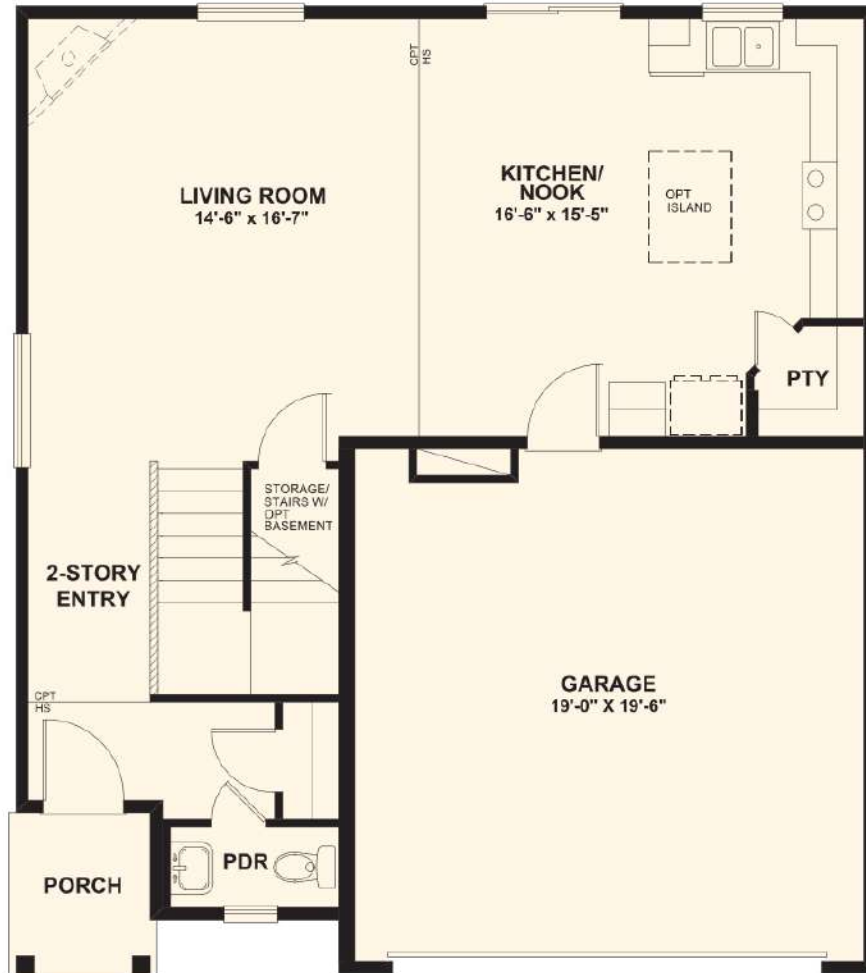 CPT
HS
LIVING ROOM
14'-6" x 16'-7"
KITCHEN/
NOOK
16'-6" x 15'-5"
OPT
ISLAND
PTY
STORAGE/
STAIRS W/
OPT
BASEMENT
2-STORY
ENTRY
CPT
HS
GARAGE
19'-0" X 19'-6"
PDR
PORCH